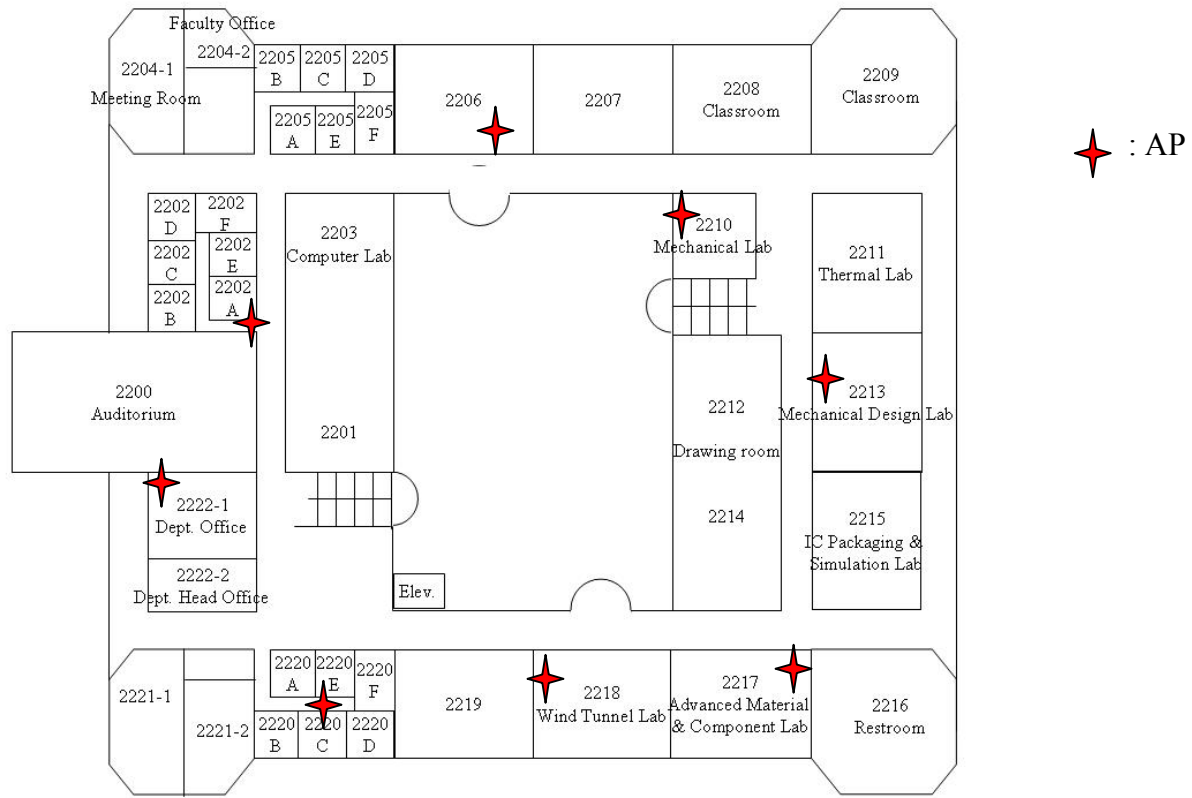 Faculty Office
2204-2
2204-1
Meeting Room
2205
B
2205
C
2205
D
2205
A
2205
E
2205
F
2206
2207
2208
Classroom
2209
Classroom
: AP
2202
D
2202
F
2202
C
2202
E
2202
B
2202
A
2203
Computer Lab
2201
2210
Mechanical Lab
2211
Thermal Lab
2200
Auditorium
2212
Drawing room
2214
2213
Mechanical Design Lab
2222-1
Dept. Office
2222-2
Dept. Head Office
Elev.
2215
IC Packaging &
Simulation Lab
2221-1
2221-2
2220
A
2220
E
2220
F
2220
B
2220
C
2220
D
2219
2218
Wind Tunnel Lab
2217
Advanced Material
& Component Lab
2216
Restroom